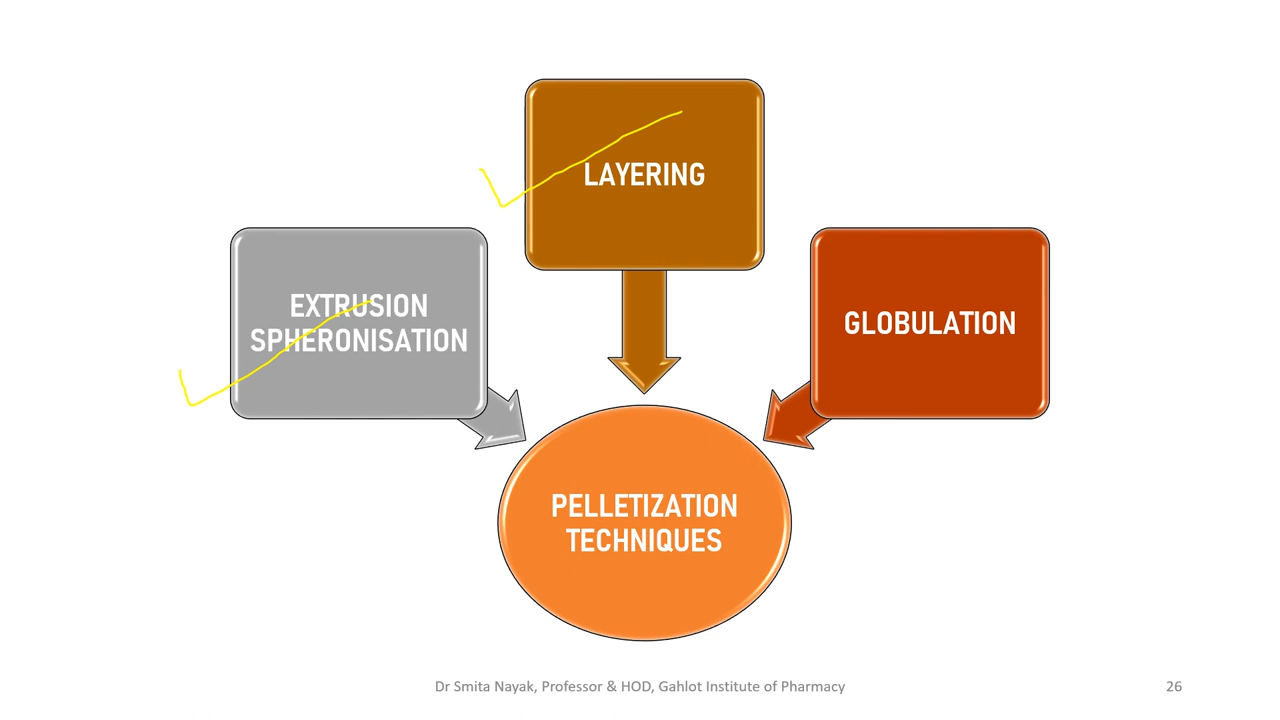 LAYERING
EXTRUSION
SPHERONISATION
GLOBULATION
PELLETIZATION
TECHNIQUES
Dr Smita Nayak, Professor & HOD, Gahlot Institute of Pharmacy
26